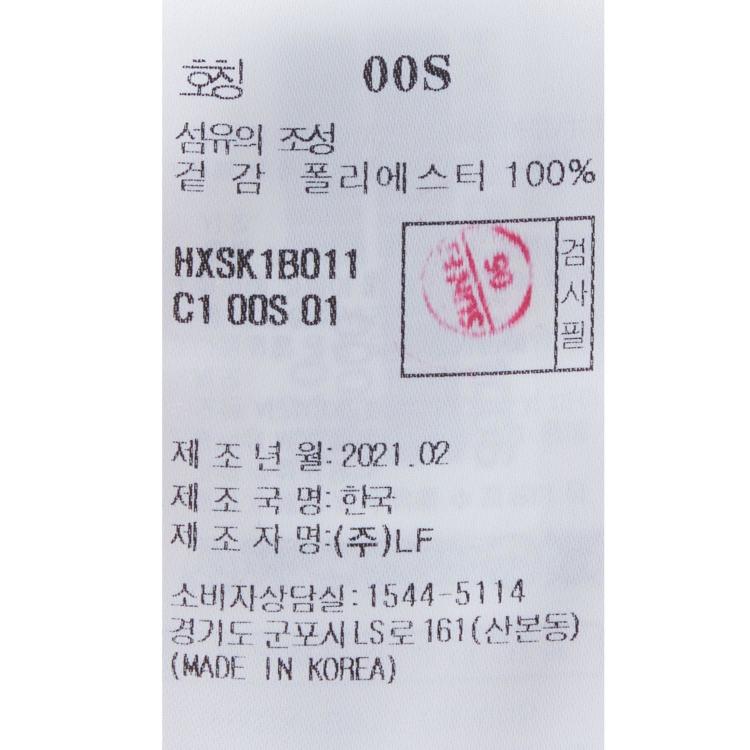 호칭 00S
섬유의 조성
겉 감 폴리에스터 100%
HXSK1B011
C1 00S 01
검사필
제 조 년 월: 2021.02
제 조 국 명: 한국
제 조 자 명:(주)LF
소비자상담실: 1544-5114
경기도 군포시 LS로 161(산본동)
(MADE IN KOREA)